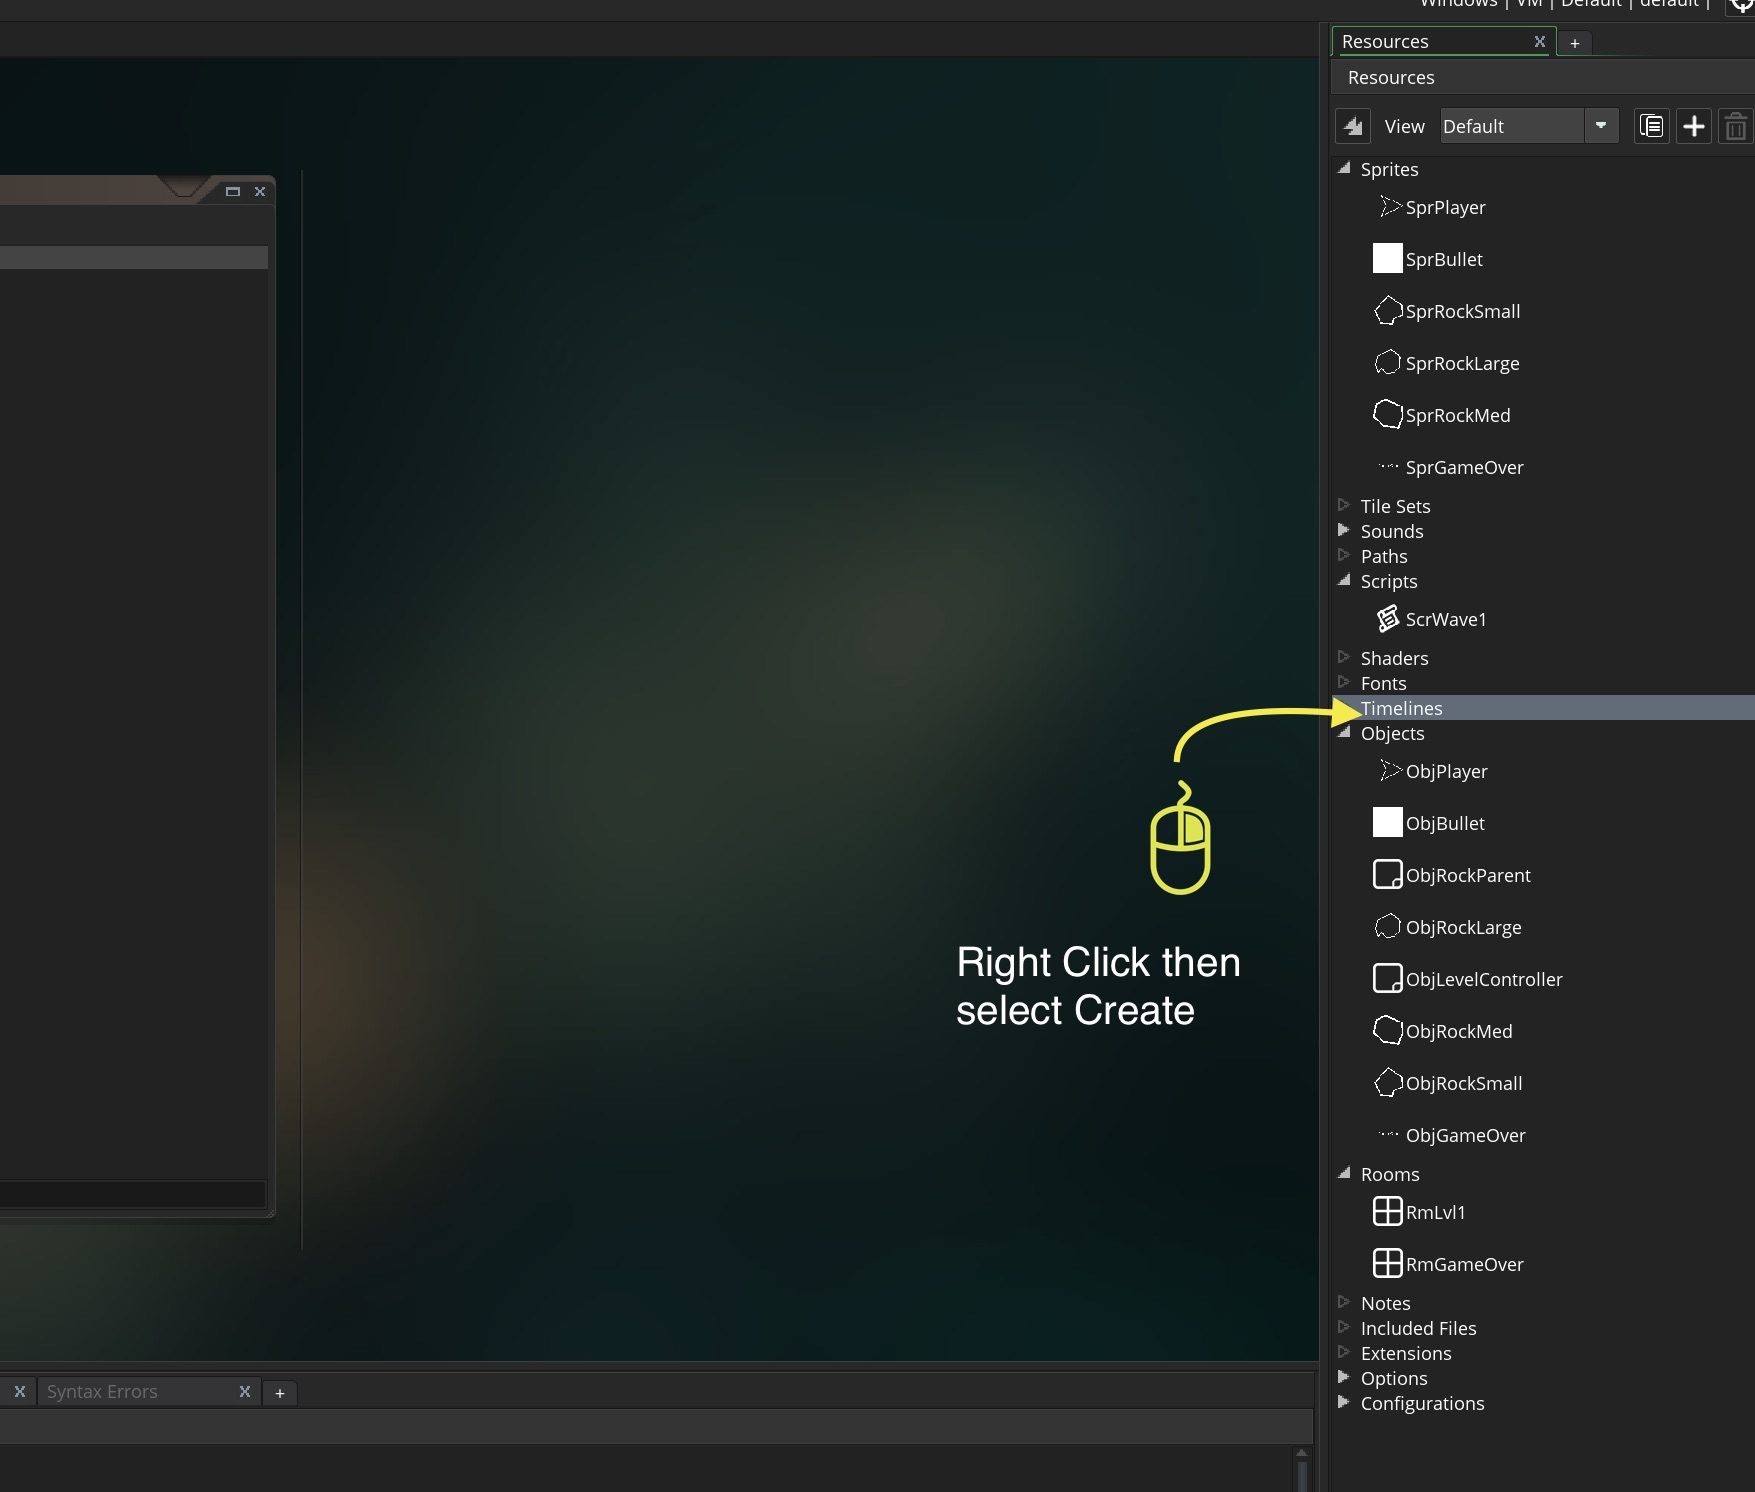 Windows | VM | Default | default |
Resources X +
Resources
View Default
Sprites
SprPlayer
SprBullet
SprRockSmall
SprRockLarge
SprRockMed
SprGameOver
Tile Sets
Sounds
Paths
Scripts
ScrWave1
Shaders
Fonts
Timelines
Objects
ObjPlayer
ObjBullet
ObjRockParent
ObjRockLarge
ObjLevelController
ObjRockMed
ObjRockSmall
ObjGameOver
Rooms
RmLvl1
RmGameOver
Notes
Included Files
Extensions
Options
Configurations
Right Click then
select Create
X Syntax Errors X +